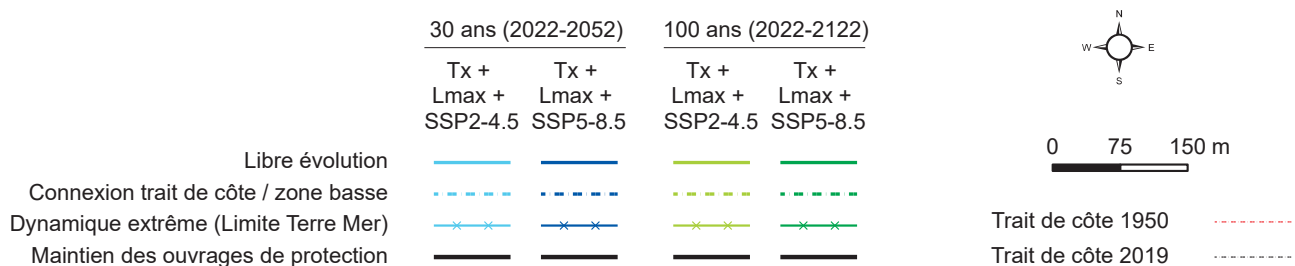 30 ans (2022-2052) 100 ans (2022-2122)
Tx + Tx + Tx + Tx +
Lmax + Lmax + Lmax + Lmax +
SSP2-4.5 SSP5-8.5 SSP2-4.5 SSP5-8.5
Libre évolution
Connexion trait de côte / zone basse
Dynamique extrême (Limite Terre Mer)
Maintien des ouvrages de protection
N
W E
S
0 75 150 m
Trait de côte 1950
Trait de côte 2019